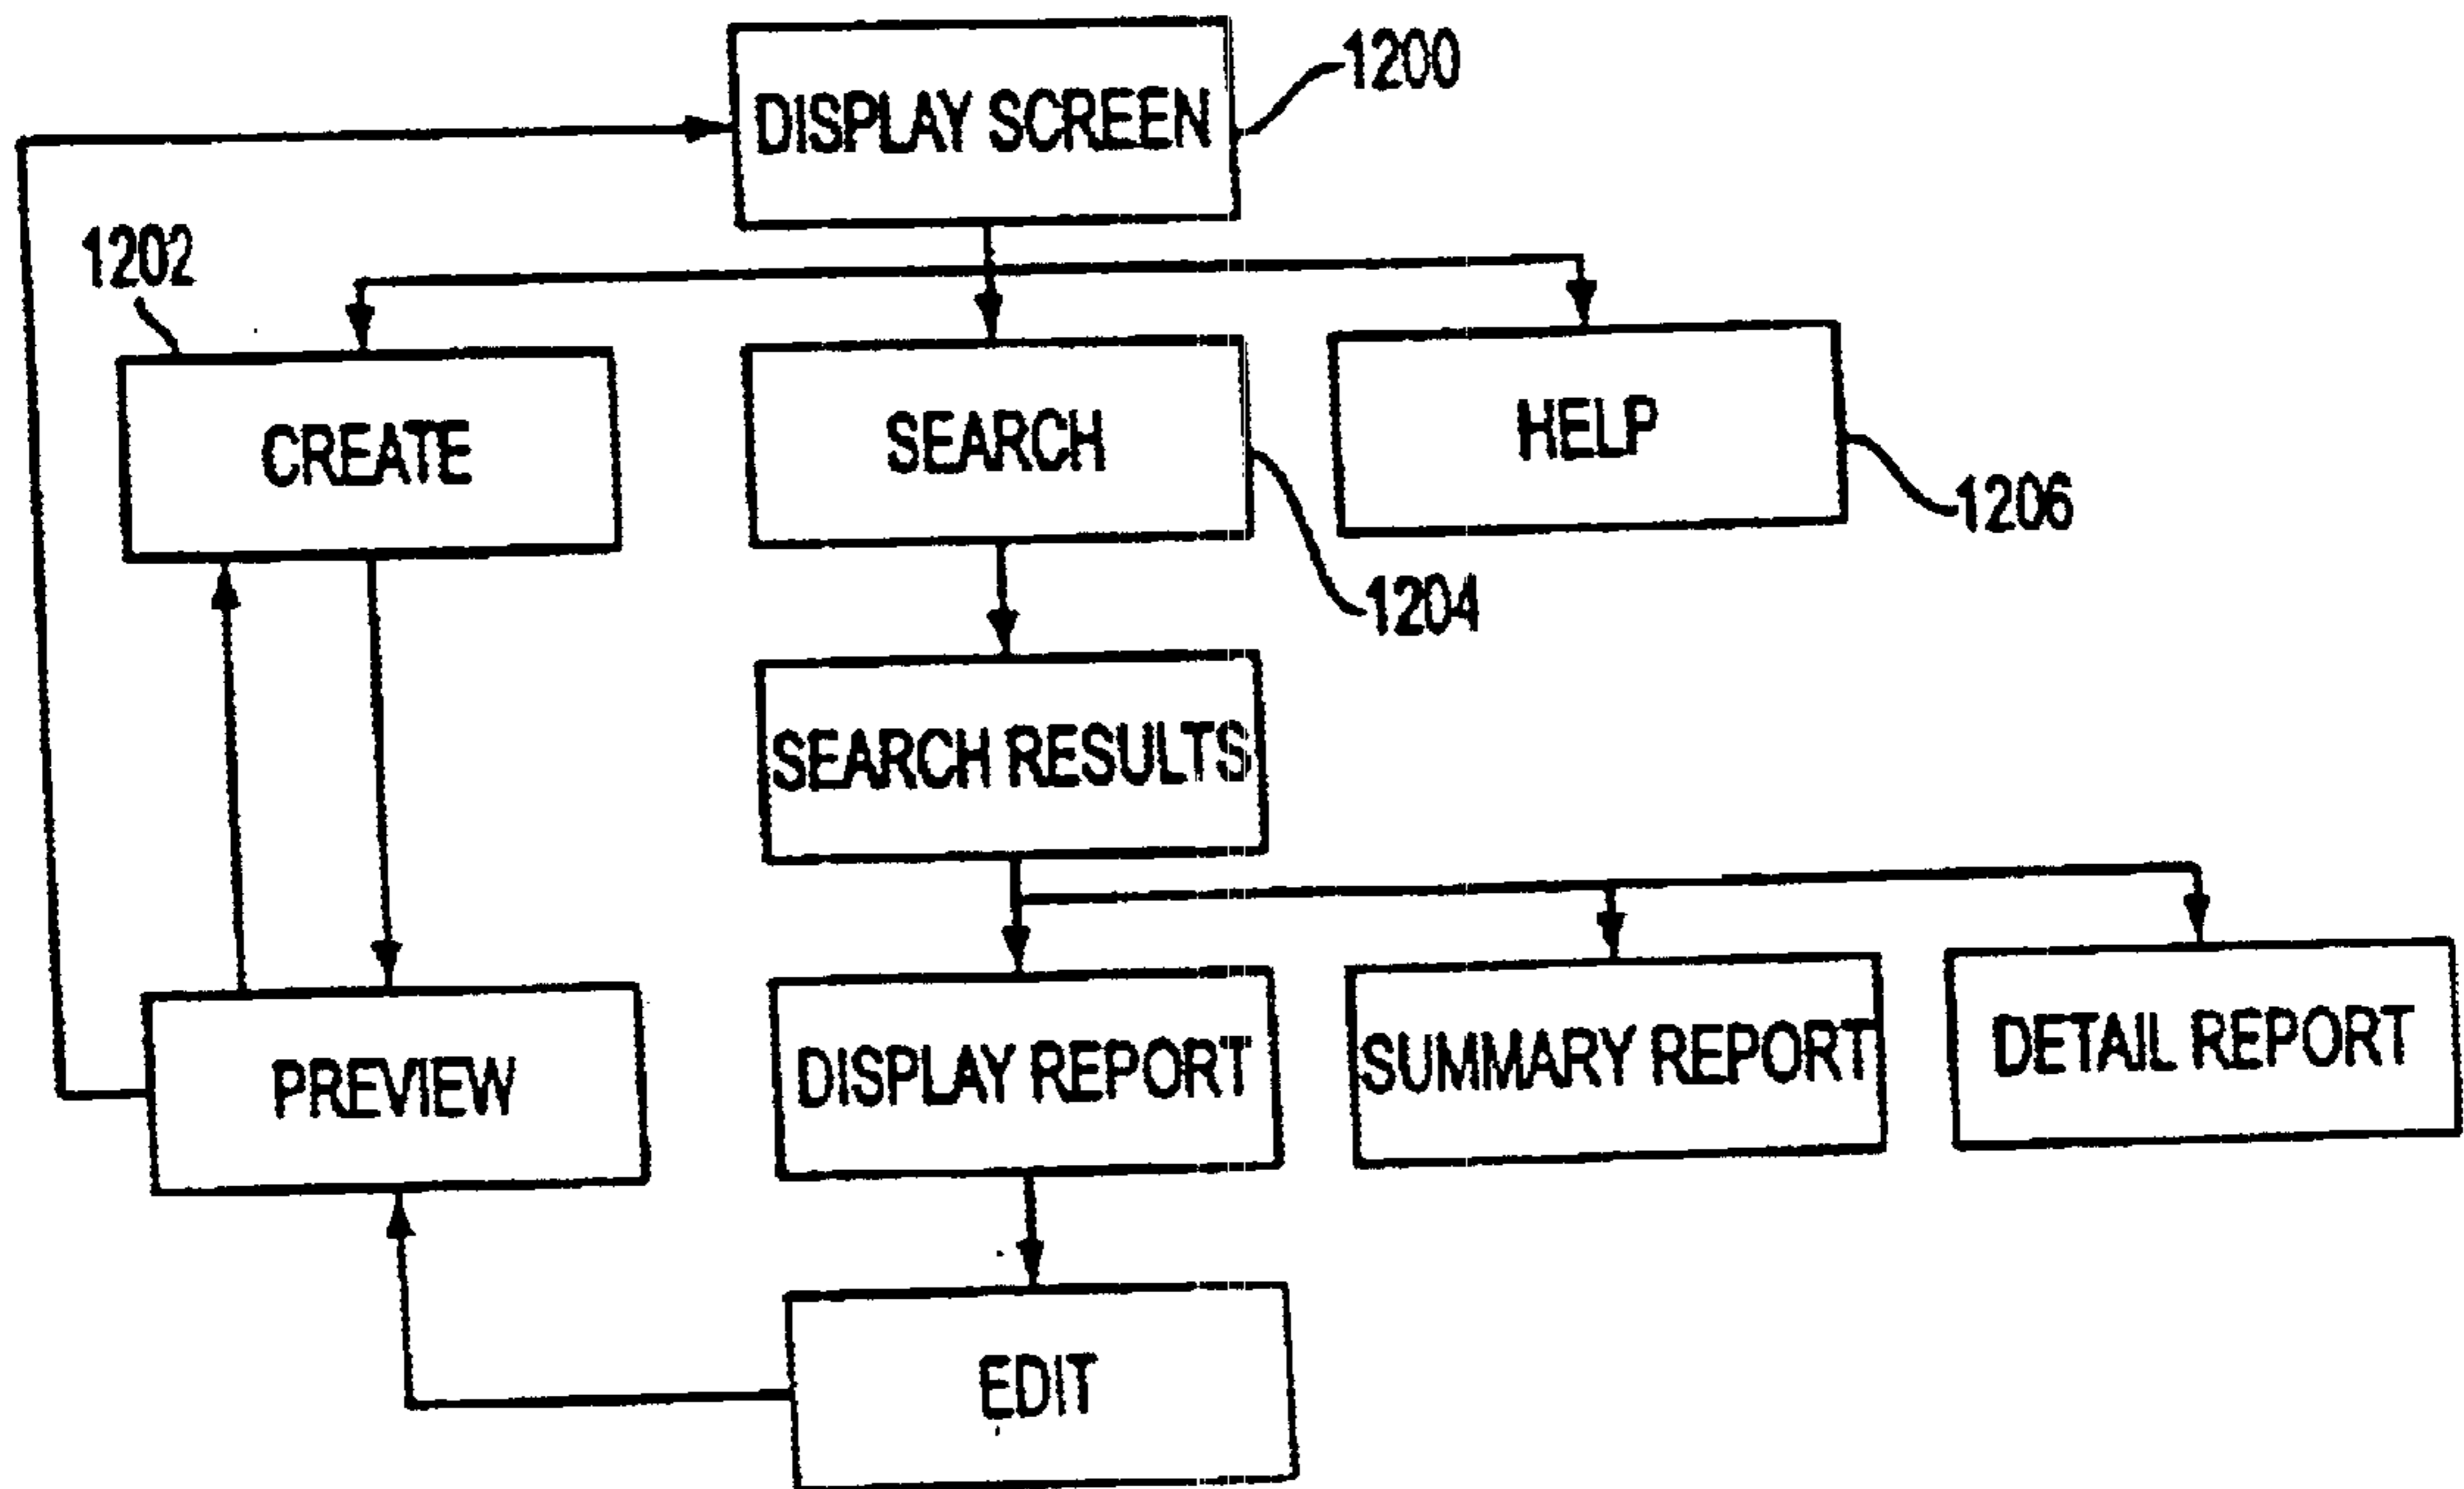 DISPLAY SCREEN
1200
1202
CREATE
SEARCH
HELP
1206
1204
SEARCH RESULTS
PREVIEW
DISPLAY REPORT
SUMMARY REPORT
DETAIL REPORT
EDIT